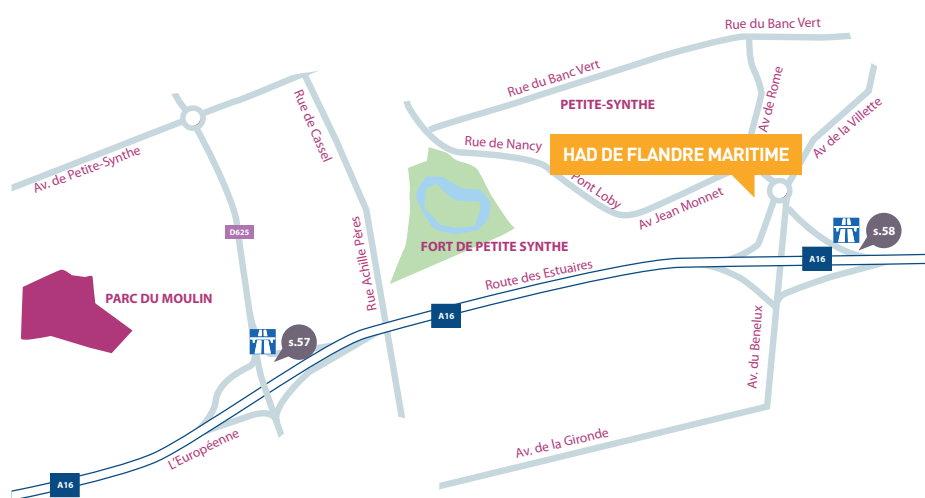 Rue du Banc Vert
Rue du Banc Vert
Av de Rome
Av de la Villette
PETITE-SYNTHE
Rue de Cassel
Rue de Nancy
HAD DE FLANDRE MARITIME
Av. de Petite-Synthe
Pont Loby
Av Jean Monnet
D625
s.58
FORT DE PETITE SYNTHE
A16
Rue Achille Pères
Route des Estuaires
PARC DU MOULIN
A16
s.57
Av. du Benelux
L'Européenne
Av. de la Gironde
A16